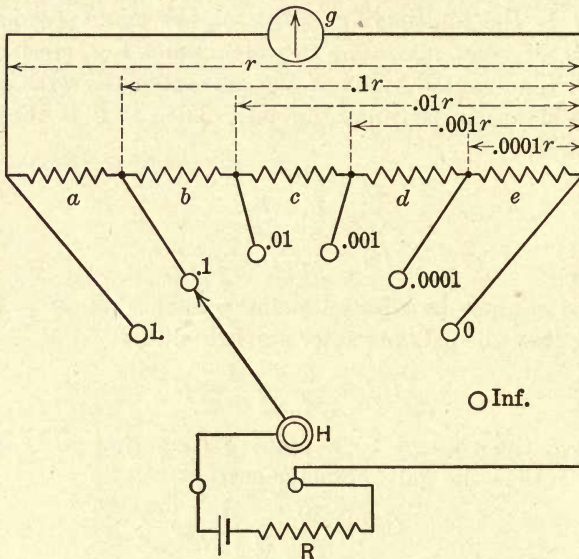 g
r
.1r
.01r
.001r
.0001r
a b c d e
.01 .001
.1 .0001
1. 0
Inf.
H
R